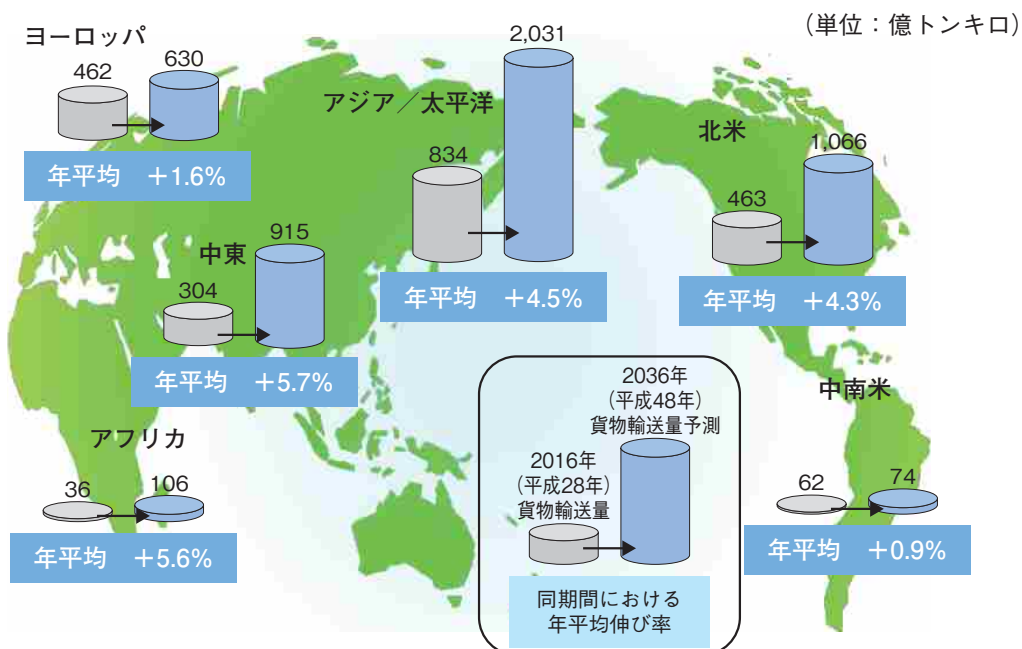 (単位：億トンキロ)
ヨーロッパ
462
630
年平均 +1.6%
アジア／太平洋
834
2,031
年平均 +4.5%
北米
463
1,066
年平均 +4.3%
中東
304
915
年平均 +5.7%
アフリカ
36
106
年平均 +5.6%
中南米
62
74
年平均 +0.9%
2016年
(平成28年)
貨物輸送量
2036年
(平成48年)
貨物輸送量予測
同期間における
年平均伸び率